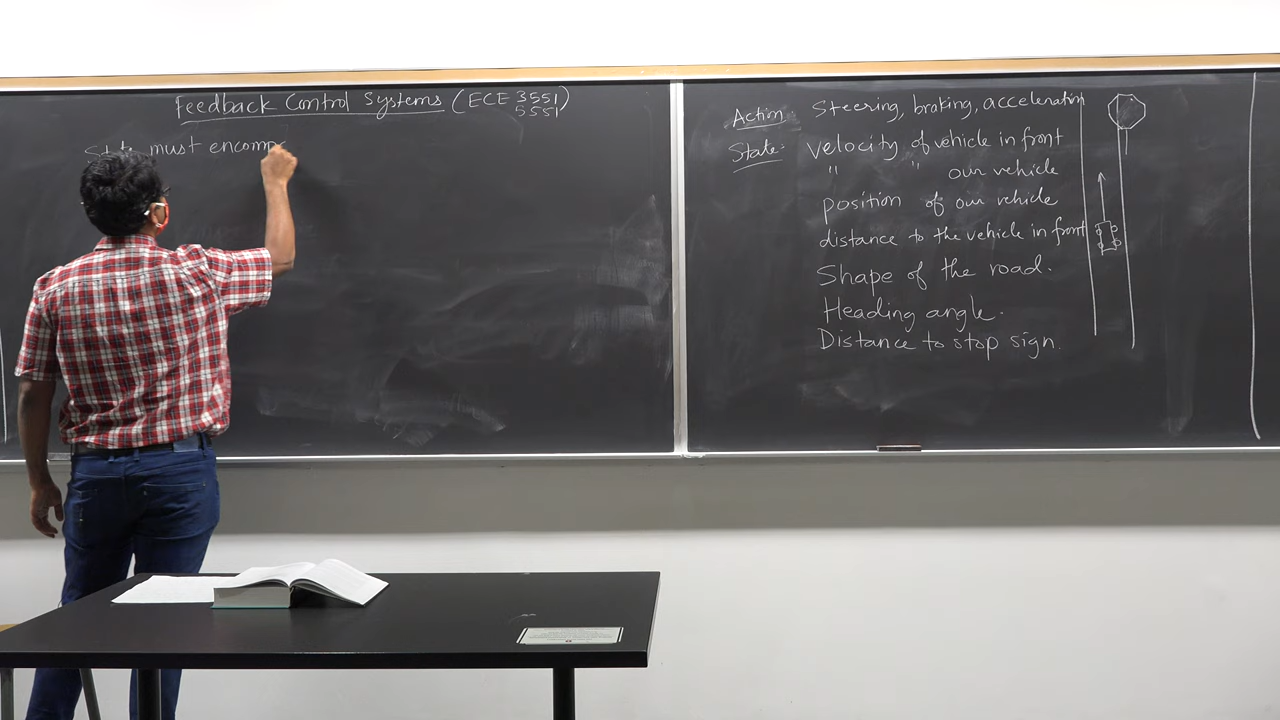 Feedback Control Systems (ECE 3551)
5551
State must encomp
Action Steering, braking, acceleration
State: Velocity of vehicle in front
" " our vehicle
position of our vehicle
distance to the vehicle in front
Shape of the road.
Heading angle.
Distance to stop sign.